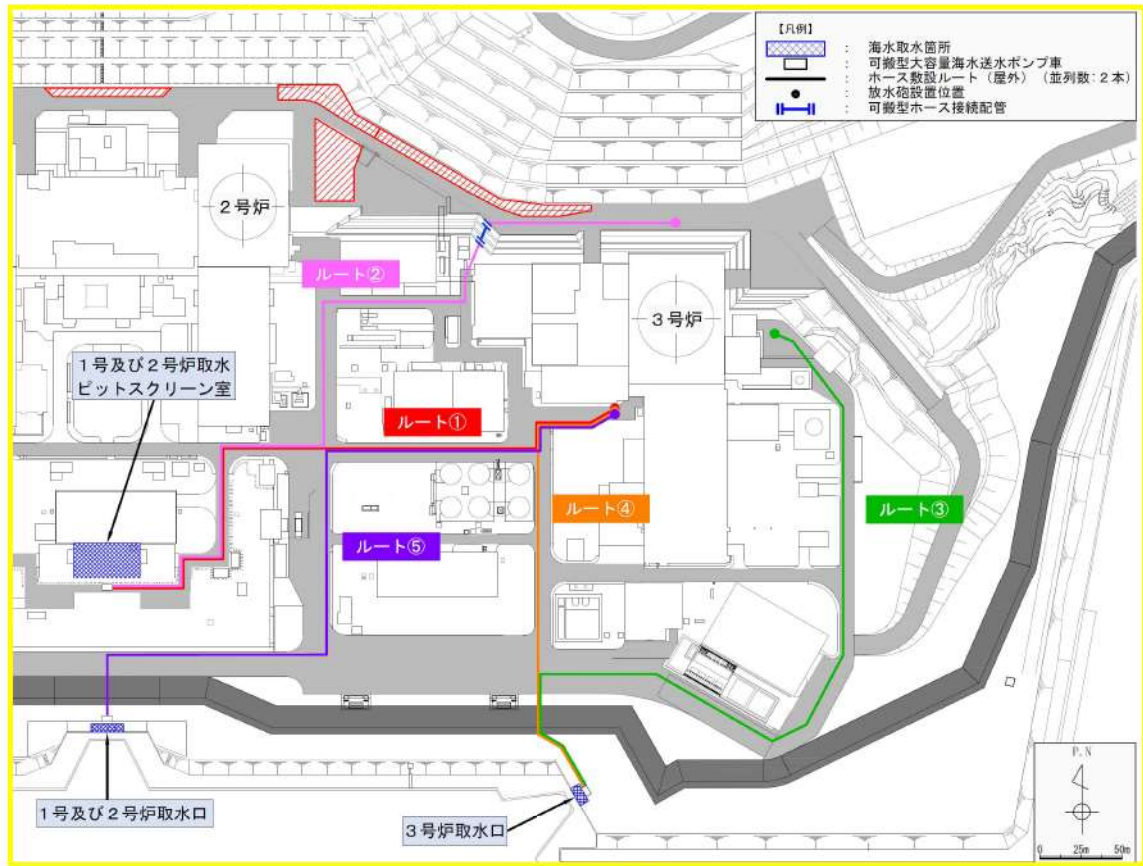 【凡例】
： 海水取水箇所
： 可搬型大容量海水送水ポンプ車
： ホース敷設ルート（屋外）（並列数：２本）
： 放水砲設置位置
： 可搬型ホース接続配管
２号炉
ルート②
３号炉
１号及び２号炉取水
ピットスクリーン室
ルート①
ルート④
ルート③
ルート⑤
１号及び２号炉取水口
３号炉取水口
P.N
0 25m 50m